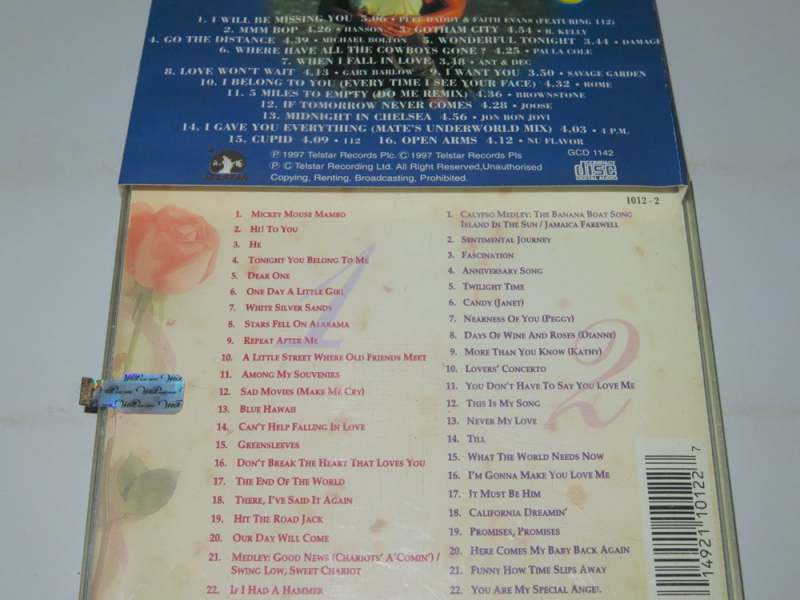 1. I WILL BE MISSING YOU 5.06 • PUFF DADDY & FAITH EVANS (FEATURING 112)
2. MMM BOP 4.26 • HANSON 3. GOTHAM CITY 4.54 • R. KELLY
4. GO THE DISTANCE 4.39 • MICHAEL BOLTON 5. WONDERFUL TONIGHT 3.44 • DAMAGE
6. WHERE HAVE ALL THE COWBOYS GONE? 4.25 • PAULA COLE
7. WHEN I FALL IN LOVE 3.48 • ANT & DEC
8. LOVE WON'T WAIT 4.13 • GARY BARLOW 9. I WANT YOU 3.50 • SAVAGE GARDEN
10. I BELONG TO YOU (EVERY TIME I SEE YOUR FACE) 4.32 • ROME
11. 5 MILES TO EMPTY (DO ME REMIX) 4.36 • BROWNSTONE
12. IF TOMORROW NEVER COMES 4.28 • JOOSE
13. MIDNIGHT IN CHELSEA 4.56 • JON BON JOVI
14. I GAVE YOU EVERYTHING (MATE'S UNDERWORLD MIX) 4.03 • 4 P.M.
15. CUPID 4.09 • 112 16. OPEN ARMS 4.12 • NU FLAVOR
Ⓟ 1997 Telstar Records Plc. © 1997 Telstar Records Pls GCD 1142
Ⓟ © Telstar Recording Ltd. All Right Reserved,Unauthorised
Copying, Renting, Broadcasting, Prohibited.
TELSTAR
COMPACT
disc
DIGITAL AUDIO
1012 - 2
1
1. MICKEY MOUSE MAMBO
2. HI! TO YOU
3. HE
4. TONIGHT YOU BELONG TO ME
5. DEAR ONE
6. ONE DAY A LITTLE GIRL
7. WHITE SILVER SANDS
8. STARS FELL ON ALABAMA
9. REPEAT AFTER ME
10. A LITTLE STREET WHERE OLD FRIENDS MEET
11. AMONG MY SOUVENIRS
12. SAD MOVIES (MAKE ME CRY)
13. BLUE HAWAII
14. CAN'T HELP FALLING IN LOVE
15. GREENSLEEVES
16. DON'T BREAK THE HEART THAT LOVES YOU
17. THE END OF THE WORLD
18. THERE, I'VE SAID IT AGAIN
19. HIT THE ROAD JACK
20. OUR DAY WILL COME
21. MEDLEY: GOOD NEWS (CHARIOTS' A'COMIN') /
SWING LOW, SWEET CHARIOT
22. IF I HAD A HAMMER
2
1. CALYPSO MEDLEY: THE BANANA BOAT SONG
ISLAND IN THE SUN / JAMAICA FAREWELL
2. SENTIMENTAL JOURNEY
3. FASCINATION
4. ANNIVERSARY SONG
5. TWILIGHT TIME
6. CANDY (JANET)
7. NEARNESS OF YOU (PEGGY)
8. DAYS OF WINE AND ROSES (DIANNE)
9. MORE THAN YOU KNOW (KATHY)
10. LOVERS' CONCERTO
11. YOU DON'T HAVE TO SAY YOU LOVE ME
12. THIS IS MY SONG
13. NEVER MY LOVE
14. TILL
15. WHAT THE WORLD NEEDS NOW
16. I'M GONNA MAKE YOU LOVE ME
17. IT MUST BE HIM
18. CALIFORNIA DREAMIN'
19. PROMISES, PROMISES
20. HERE COMES MY BABY BACK AGAIN
21. FUNNY HOW TIME SLIPS AWAY
22. YOU ARE MY SPECIAL ANGEL
14921 10122 7